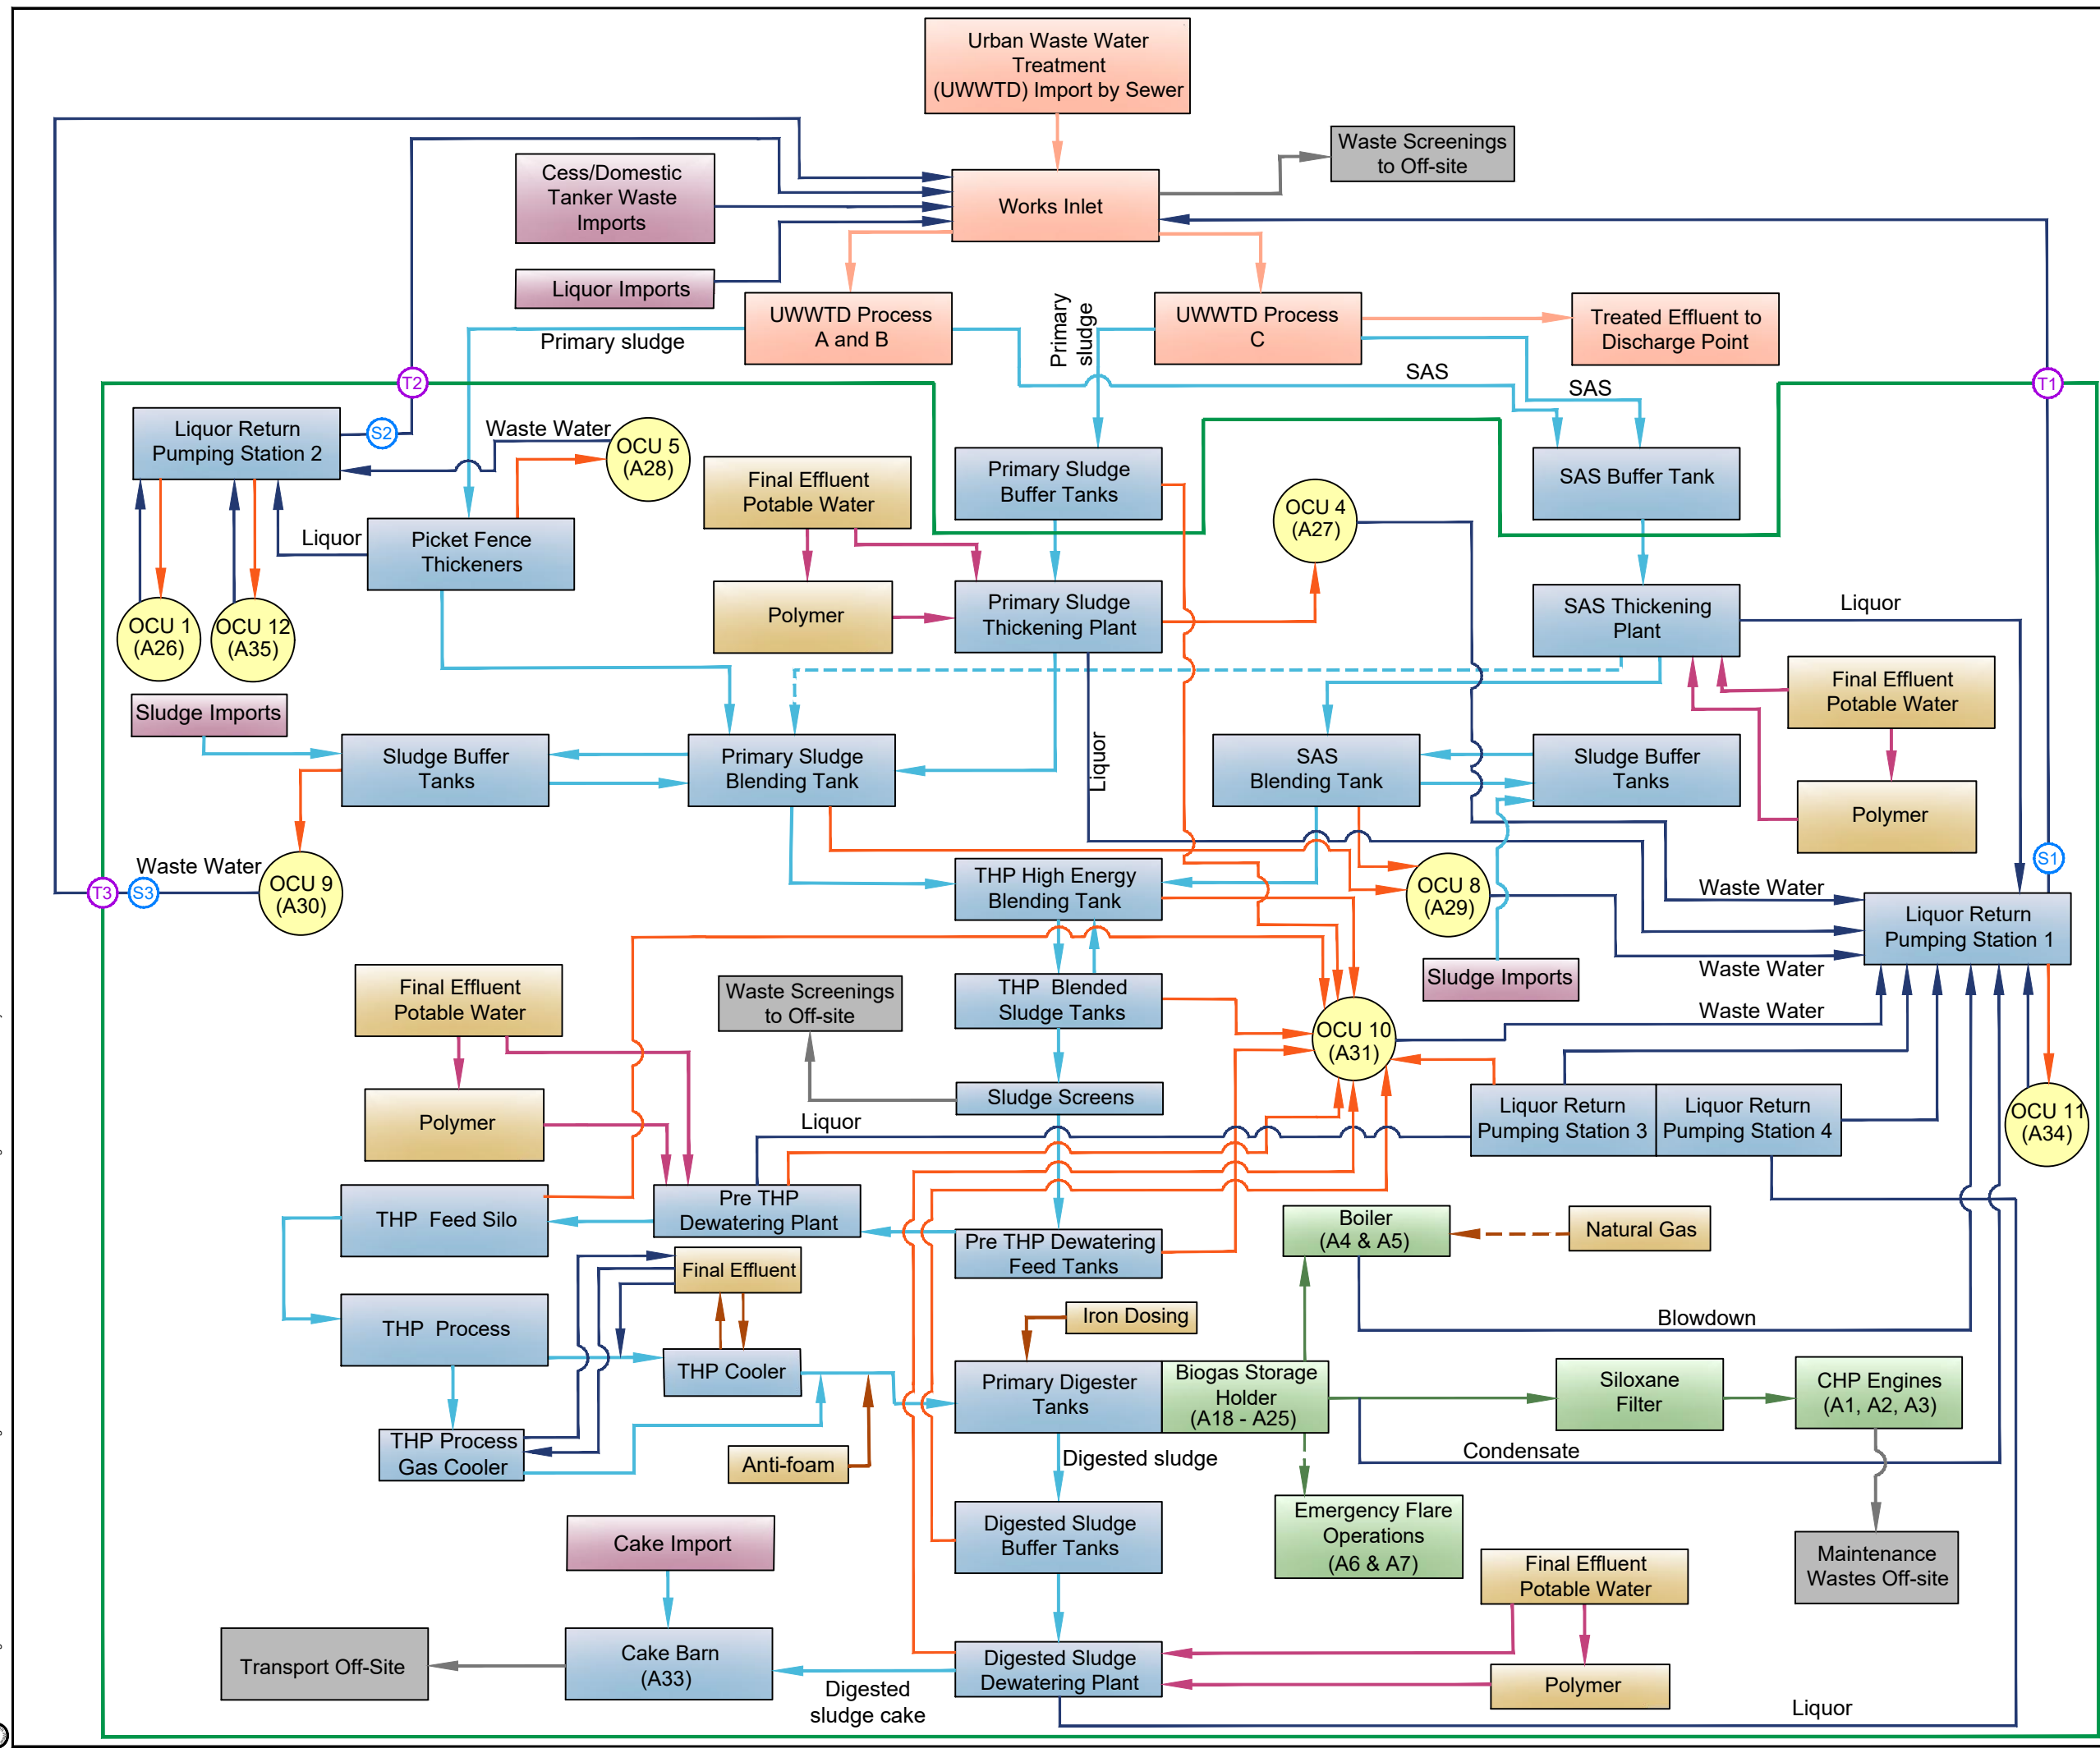 Urban Waste Water
Treatment
(UWWTD) Import by Sewer
Waste Screenings
to Off-site
Cess/Domestic
Tanker Waste
Imports
Works Inlet
Liquor Imports
UWWTD Process
A and B
Primary
sludge
UWWTD Process
C
Treated Effluent to
Discharge Point
Primary sludge
SAS
SAS
T2
T1
Liquor Return
Pumping Station 2
S2
Waste Water
OCU 5
(A28)
Final Effluent
Potable Water
Primary Sludge
Buffer Tanks
OCU 4
(A27)
SAS Buffer Tank
Liquor
Picket Fence
Thickeners
OCU 1
(A26)
OCU 12
(A35)
Polymer
Primary Sludge
Thickening Plant
SAS Thickening
Plant
Liquor
Final Effluent
Potable Water
Sludge Imports
Sludge Buffer
Tanks
Primary Sludge
Blending Tank
Liquor
SAS
Blending Tank
Sludge Buffer
Tanks
Polymer
Waste Water
T3
S3
OCU 9
(A30)
THP High Energy
Blending Tank
OCU 8
(A29)
S1
Waste Water
Liquor Return
Pumping Station 1
Waste Water
Sludge Imports
Final Effluent
Potable Water
Waste Screenings
to Off-site
THP Blended
Sludge Tanks
OCU 10
(A31)
Waste Water
Polymer
Sludge Screens
Liquor
Liquor Return
Pumping Station 3
Liquor Return
Pumping Station 4
OCU 11
(A34)
THP Feed Silo
Pre THP
Dewatering Plant
Pre THP Dewatering
Feed Tanks
Boiler
(A4 & A5)
Natural Gas
Final Effluent
THP Process
Iron Dosing
Blowdown
THP Cooler
Primary Digester
Tanks
Biogas Storage
Holder
(A18 - A25)
Siloxane
Filter
CHP Engines
(A1, A2, A3)
THP Process
Gas Cooler
Anti-foam
Digested sludge
Condensate
Digested Sludge
Buffer Tanks
Emergency Flare
Operations
(A6 & A7)
Cake Import
Final Effluent
Potable Water
Maintenance
Wastes Off-site
Transport Off-Site
Cake Barn
(A33)
Digested Sludge
Dewatering Plant
Polymer
Digested
sludge cake
Liquor